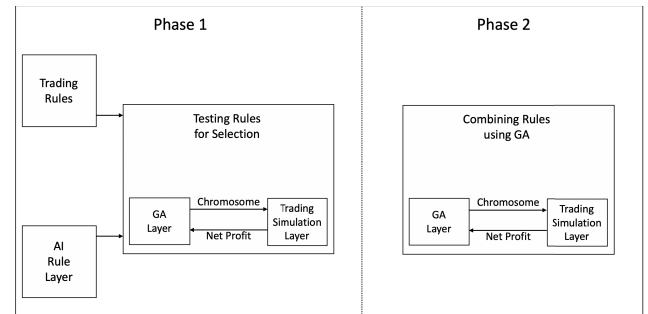 Phase 1
Phase 2
Trading
Rules
Testing Rules
for Selection
Combining Rules
using GA
GA
Layer
Chromosome
Net Profit
Trading
Simulation
Layer
GA
Layer
Chromosome
Net Profit
Trading
Simulation
Layer
AI
Rule
Layer